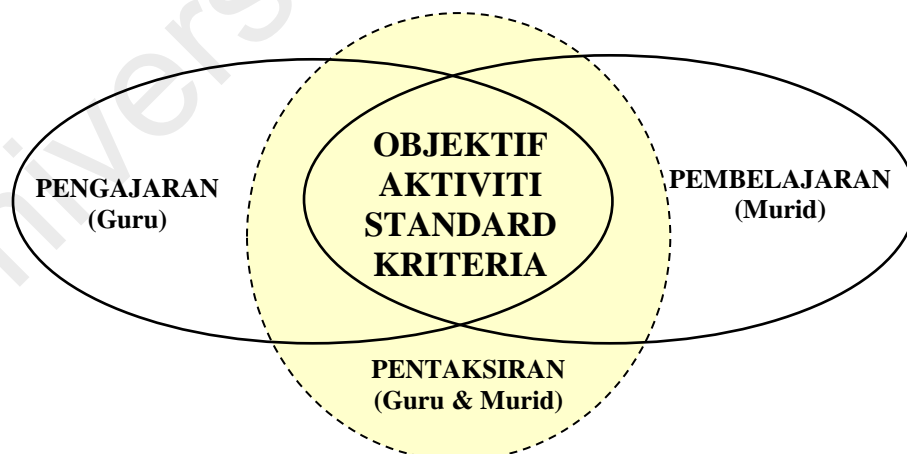 PENGAJARAN
(Guru)
OBJEKTIF
AKTIVITI
STANDARD
KRITERIA
PEMBELAJARAN
(Murid)
PENTAKSIRAN
(Guru & Murid)